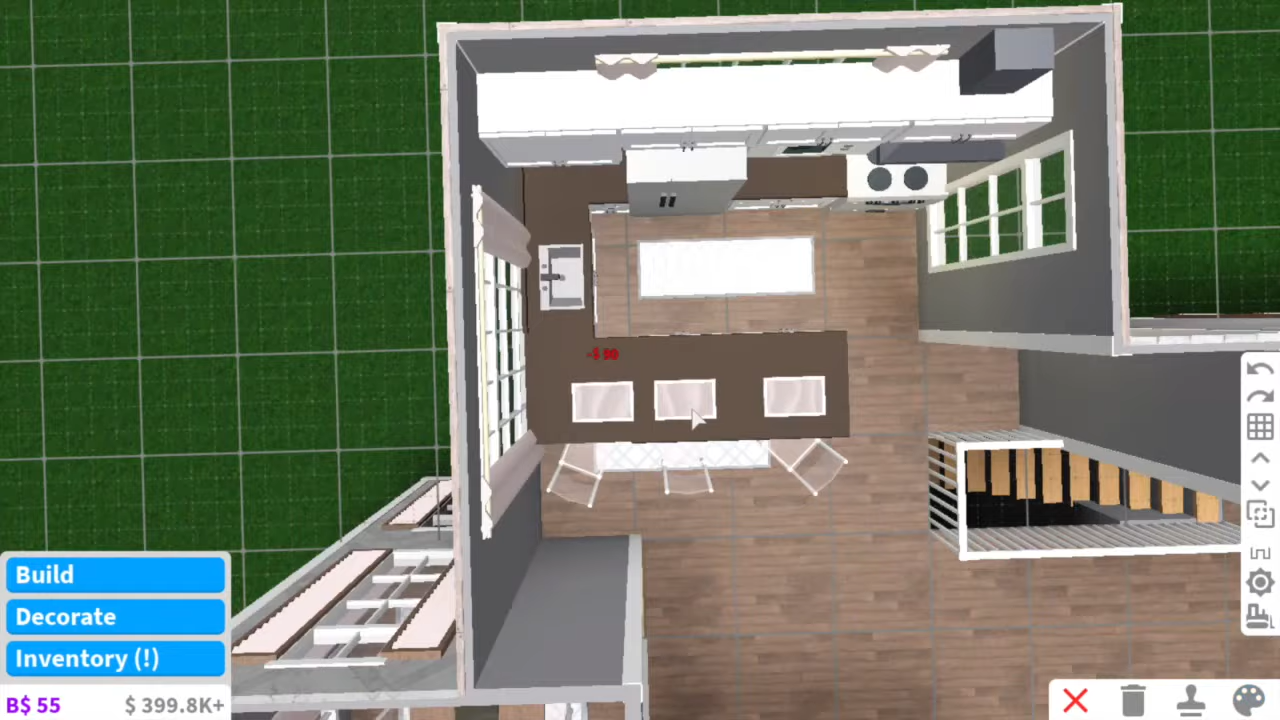 Build
Decorate
Inventory (!)
B$ 55
$ 399.8K+